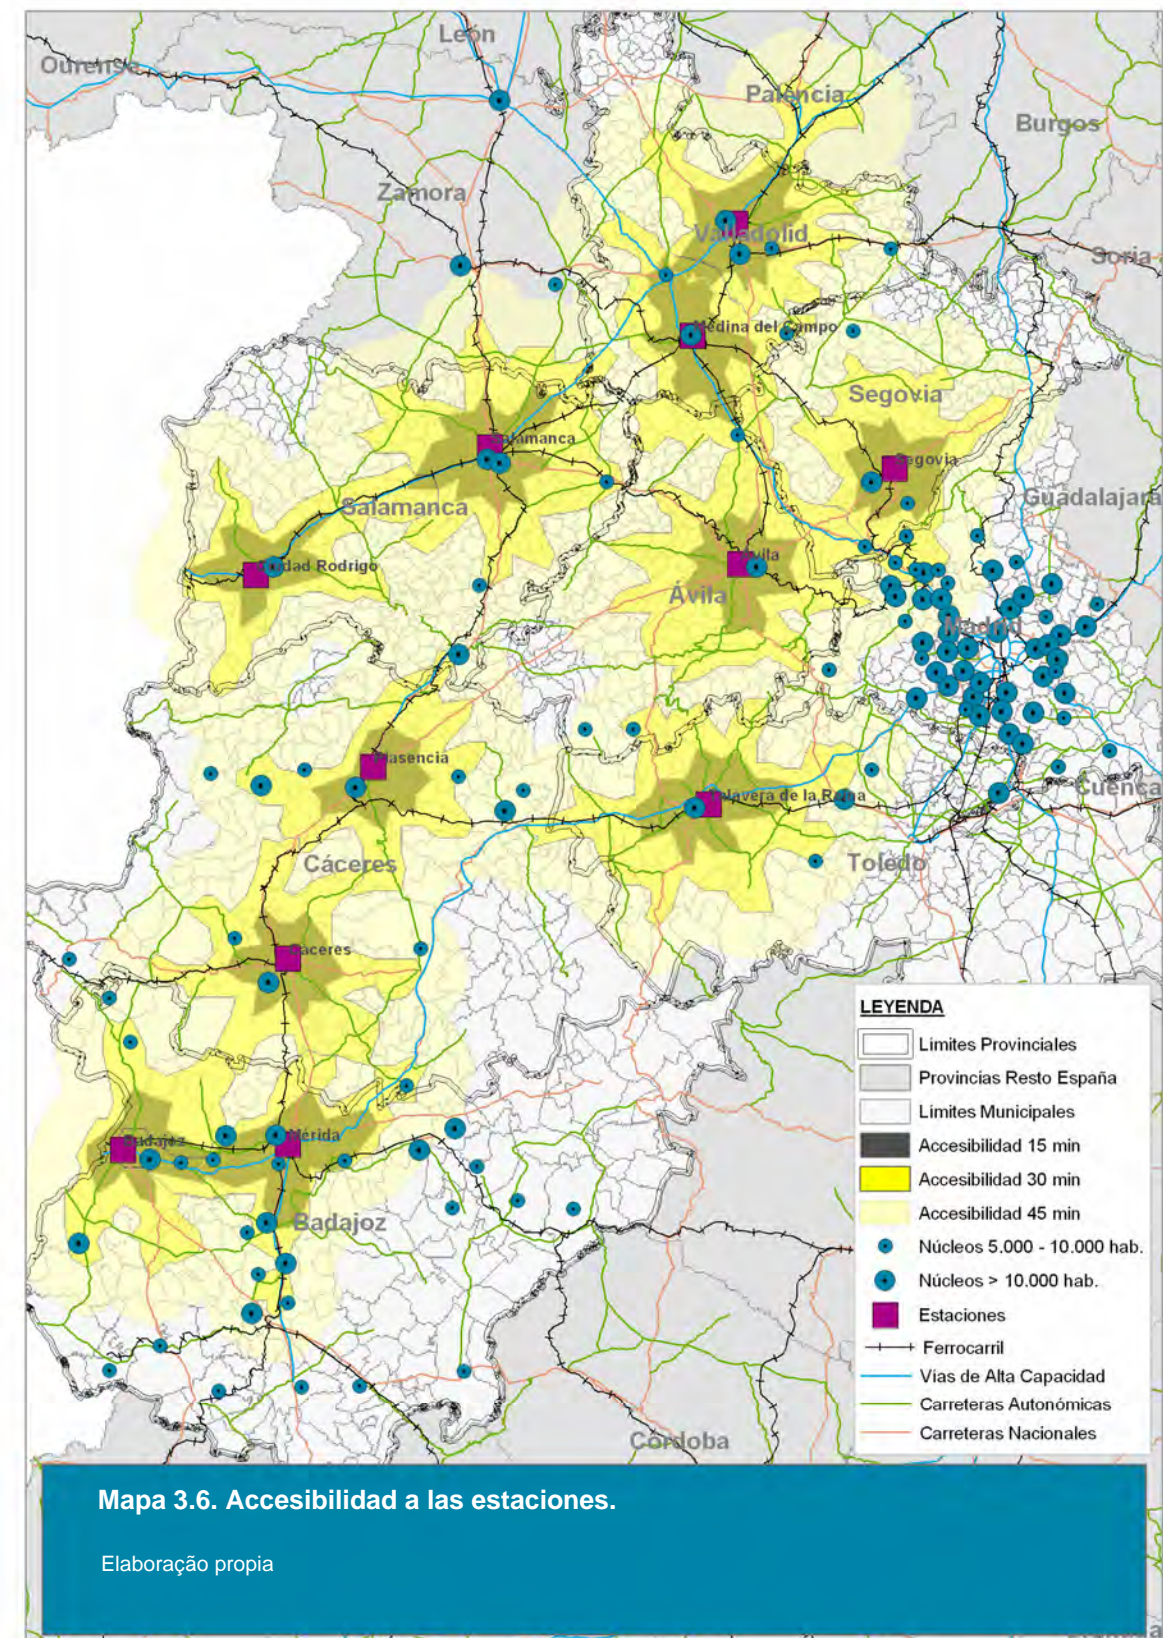 León
Ourense
Palencia
Burgos
Zamora
Valladolid
Soria
Medina del Campo
Segovia
Salamanca
Segovia
Guadalajara
Salamanca
Ciudad Rodrigo
Ávila
Ávila
Madrid
Plasencia
Cuenca
Talavera de la Reina
Cáceres
Toledo
Cáceres
LEYENDA
Limites Provinciales
Provincias Resto España
Limites Municipales
Accesibilidad 15 min
Accesibilidad 30 min
Accesibilidad 45 min
Núcleos 5.000 - 10.000 hab.
Núcleos > 10.000 hab.
Estaciones
Ferrocarril
Vías de Alta Capacidad
Carreteras Autonómicas
Carreteras Nacionales
Badajoz
Mérida
Badajoz
Córdoba
Mapa 3.6. Accesibilidad a las estaciones.
Elaboração propia